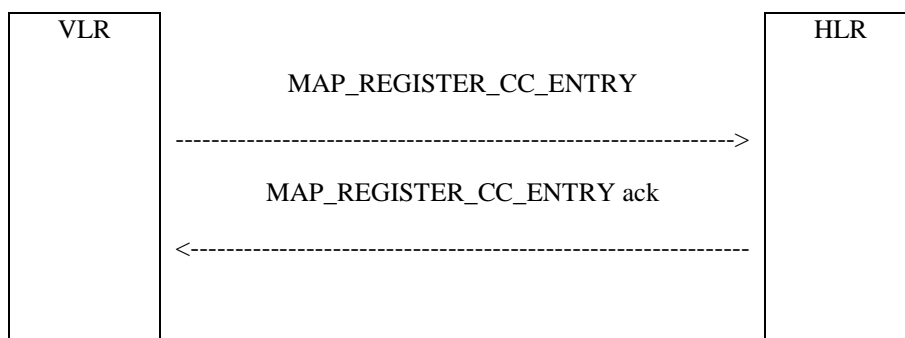 VLR
HLR
MAP_REGISTER_CC_ENTRY
MAP_REGISTER_CC_ENTRY ack